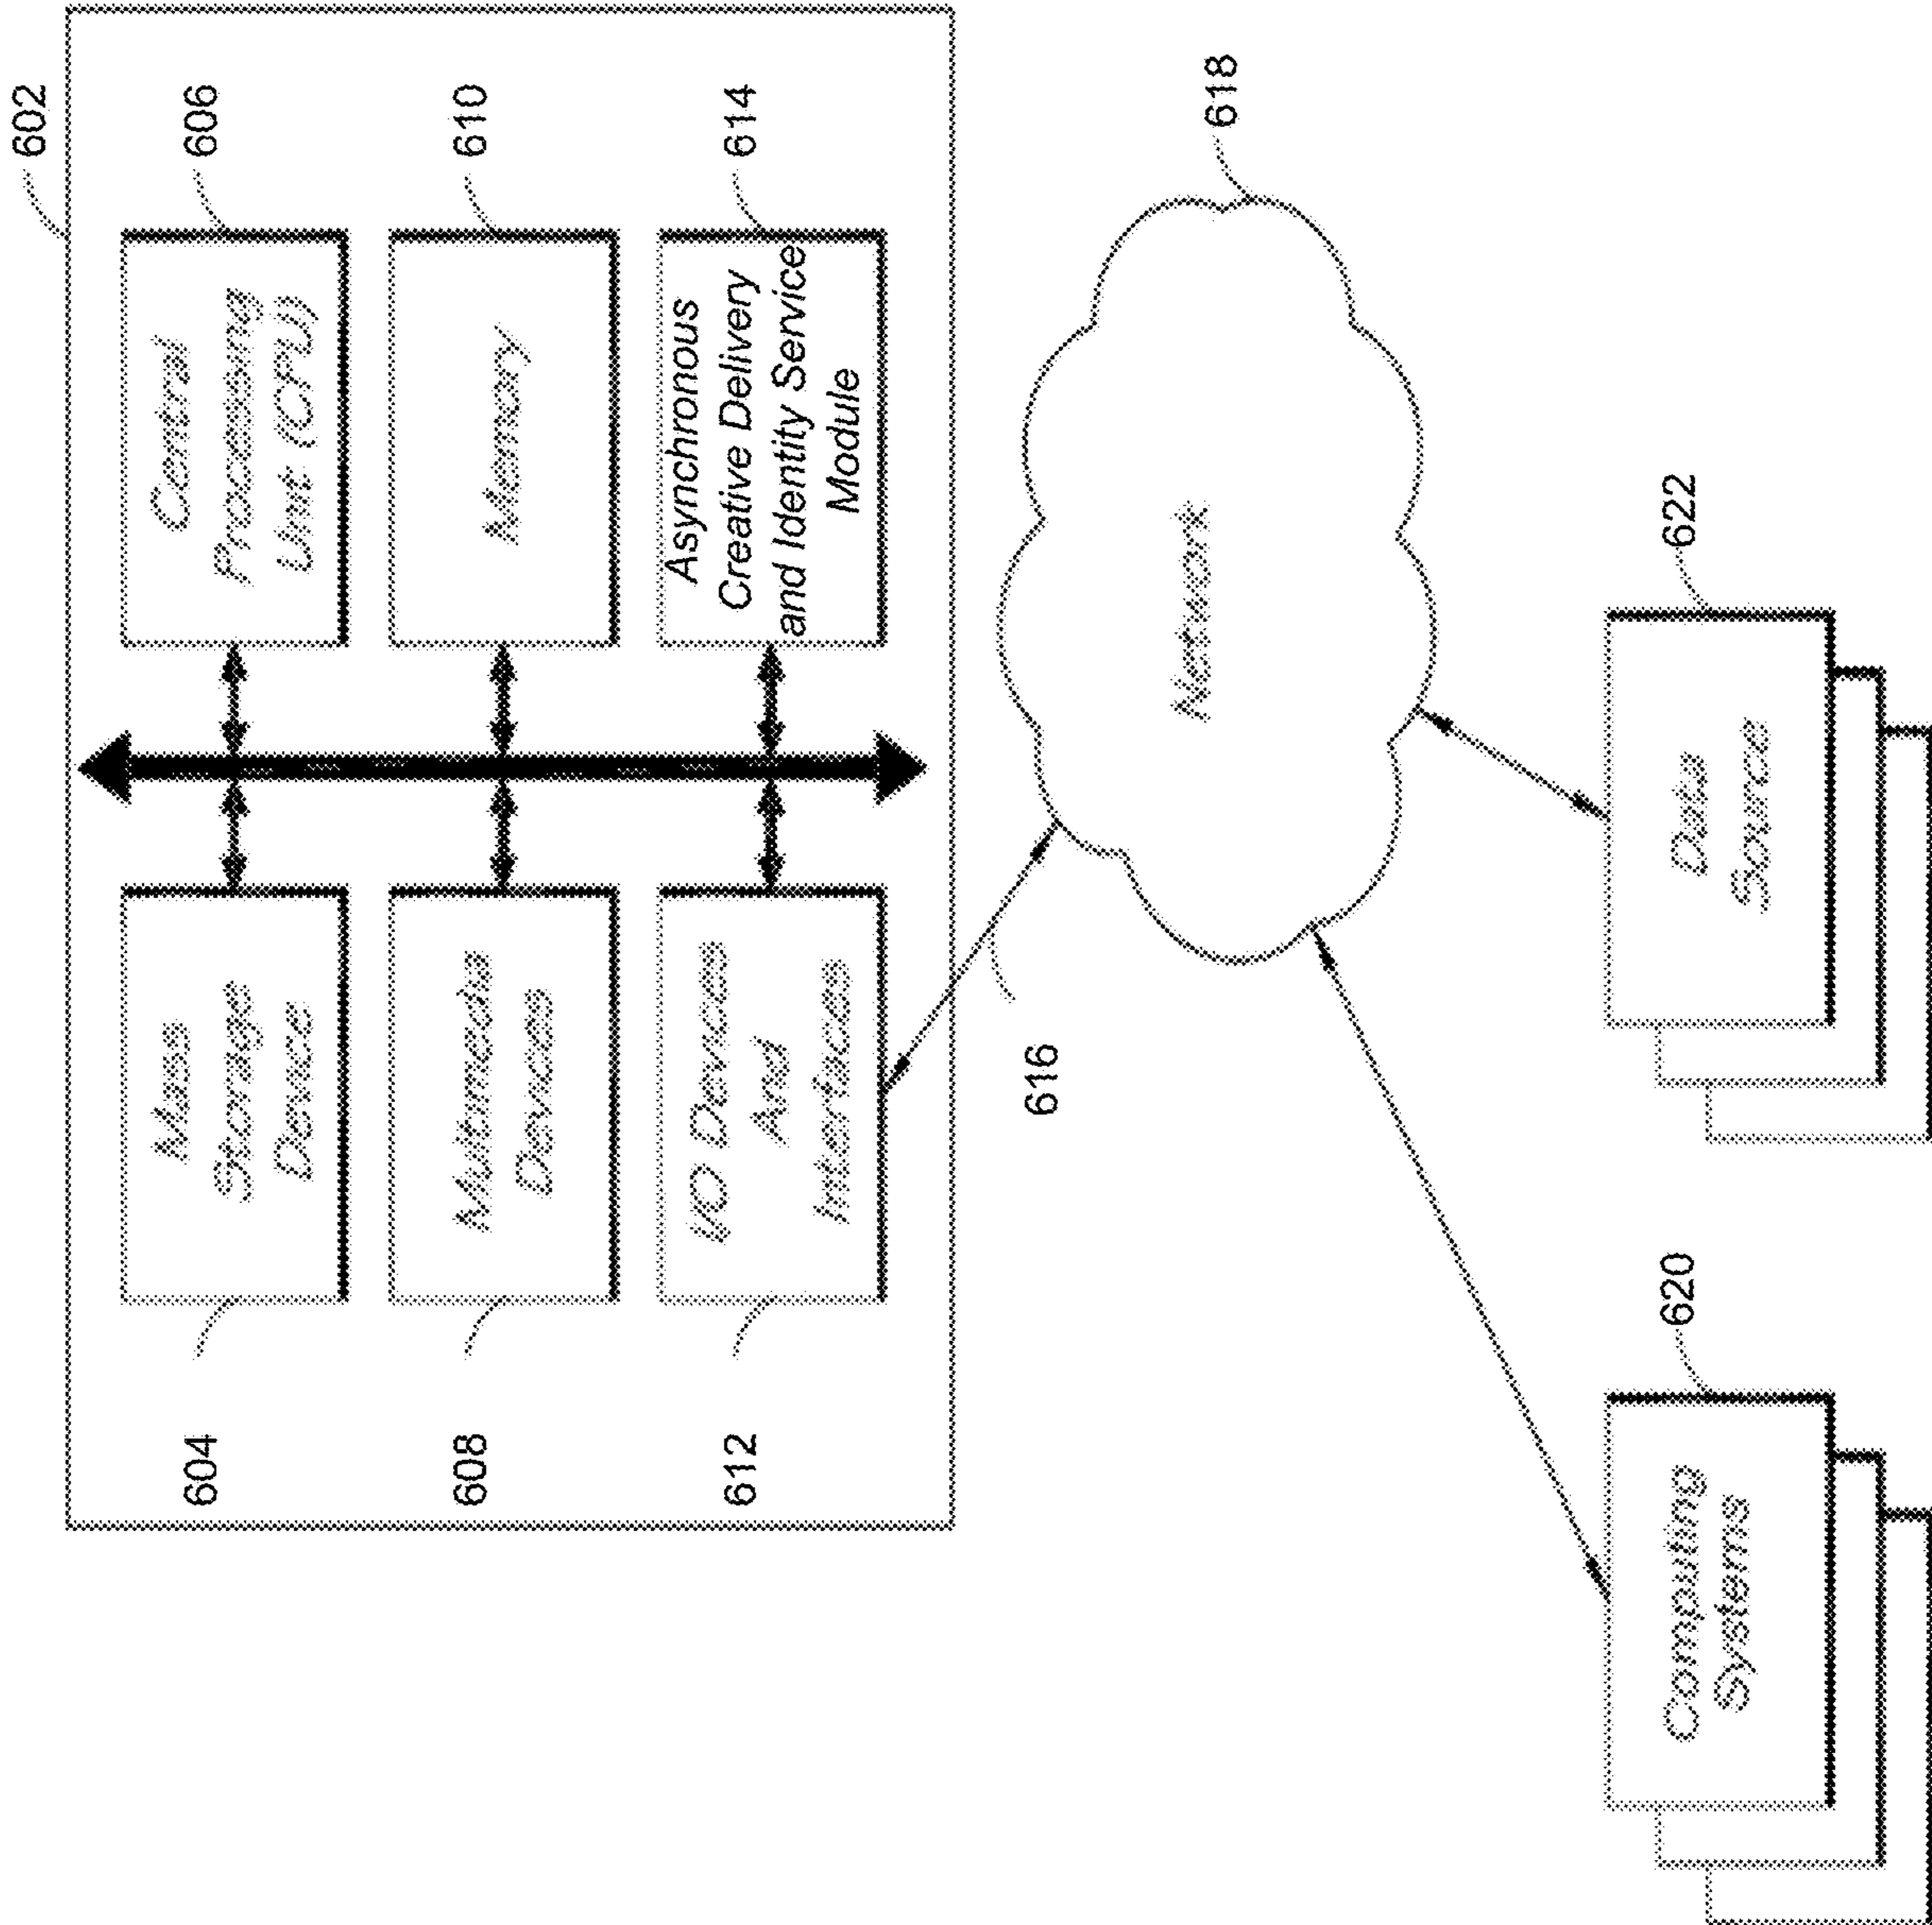 602
604
Mass
Storage
Device
Central
Processing
Unit (CPU)
606
608
Multimedia
Devices
Memory
610
612
I/O Devices
And
Interfaces
Asynchronous
Creative Delivery
and Identity Service
Module
614
616
Network
618
620
Computing
Systems
622
Data
Source